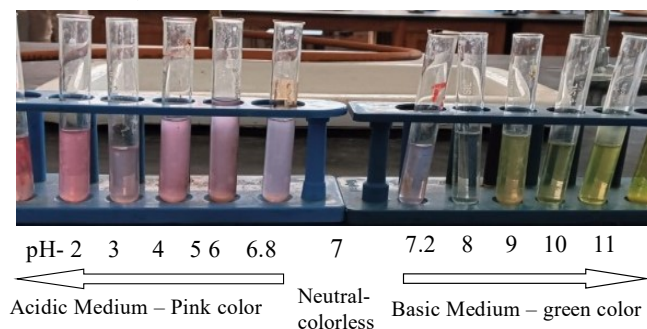 pH- 2 3 4 5 6 6.8 7 7.2 8 9 10 11
Acidic Medium – Pink color
Neutral-
colorless
Basic Medium – green color